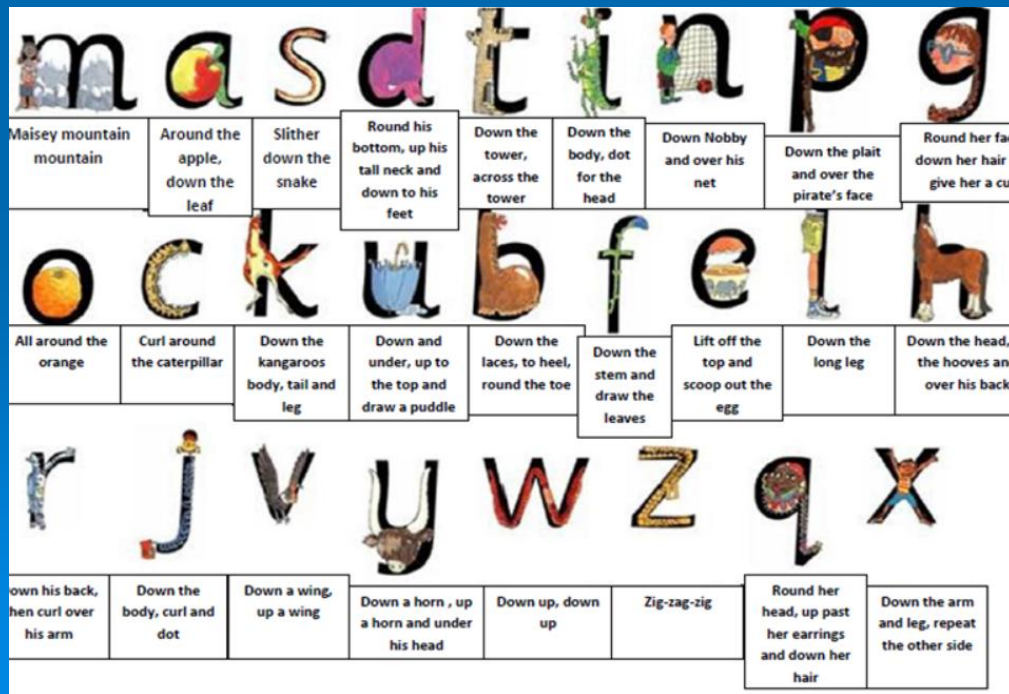 m a s d t i n p g
Maisey mountain
mountain
Around the
apple,
down the
leaf
Slither
down the
snake
Round his
bottom, up his
tall neck and
down to his
feet
Down the
tower,
across the
tower
Down the
body, dot
for the
head
Down Nobby
and over his
net
Down the plait
and over the
pirate's face
Round her fa
down her hair
give her a cu
o c k u b f e l h
All around the
orange
Curl around
the caterpillar
Down the
kangaroos
body, tail and
leg
Down and
under, up to
the top and
draw a puddle
Down the
laces, to heel,
round the toe
Down the
stem and
draw the
leaves
Lift off the
top and
scoop out the
egg
Down the
long leg
Down the head,
the hooves an
over his back
r j v y w z q x
own his back,
hen curl over
his arm
Down the
body, curl and
dot
Down a wing,
up a wing
Down a horn , up
a horn and under
his head
Down up, down
up
Zig-zag-zig
Round her
head, up past
her earrings
and down her
hair
Down the arm
and leg, repeat
the other side